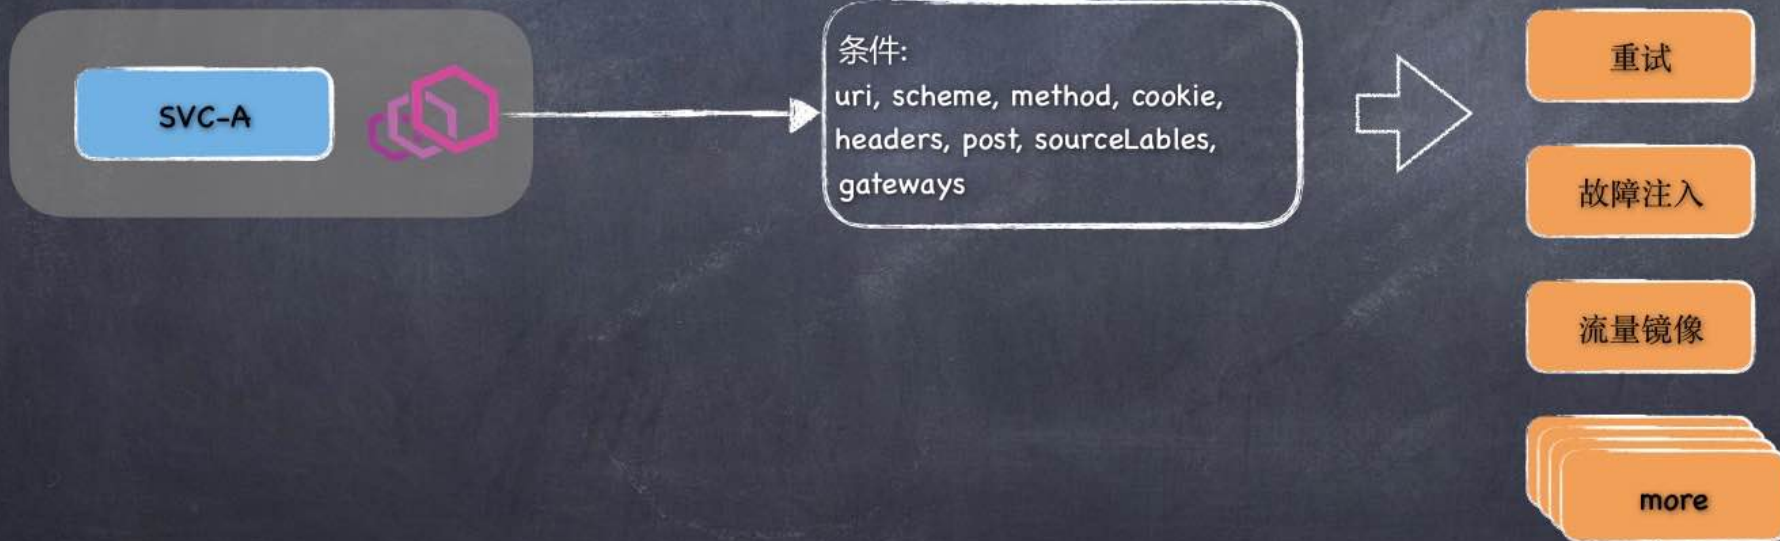 SVC-A
条件:
uri, scheme, method, cookie,
headers, post, sourceLables,
gateways
重试
故障注入
流量镜像
more